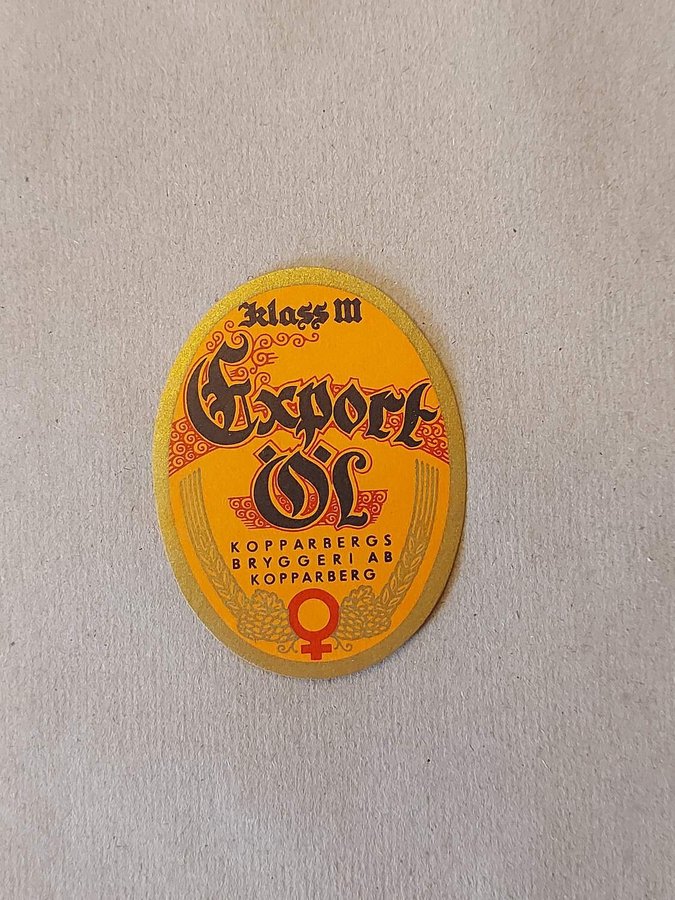 Klass III
Export
Öl
KOPPARBERGS
BRYGGERI AB
KOPPARBERG